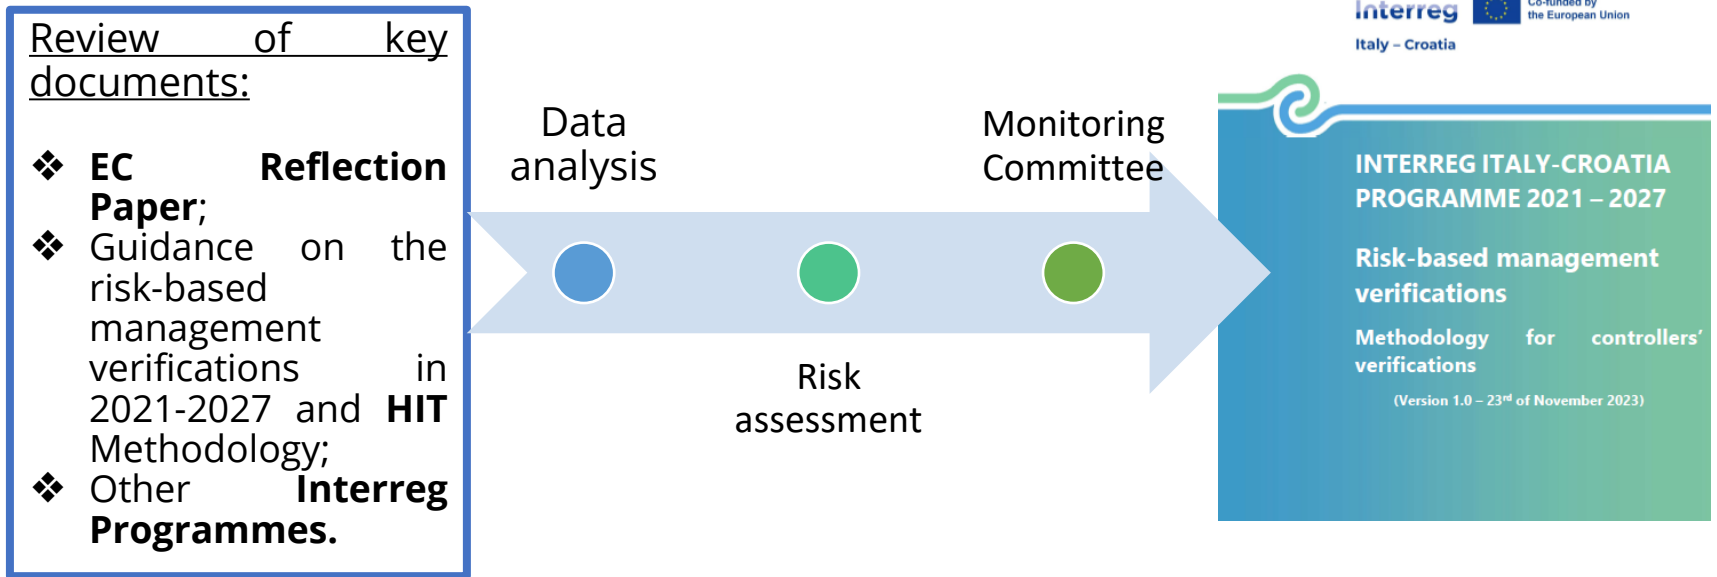 Review of key
documents:
❖ EC Reflection
Paper;
❖ Guidance on the
risk-based
management
verifications in
2021-2027 and HIT
Methodology;
❖ Other Interreg
Programmes.
Data
analysis
Risk
assessment
Monitoring
Committee
Interreg
Co-funded by
the European Union
Italy – Croatia
INTERREG ITALY-CROATIA
PROGRAMME 2021 – 2027
Risk-based management
verifications
Methodology for controllers’
verifications
(Version 1.0 – 23rd of November 2023)